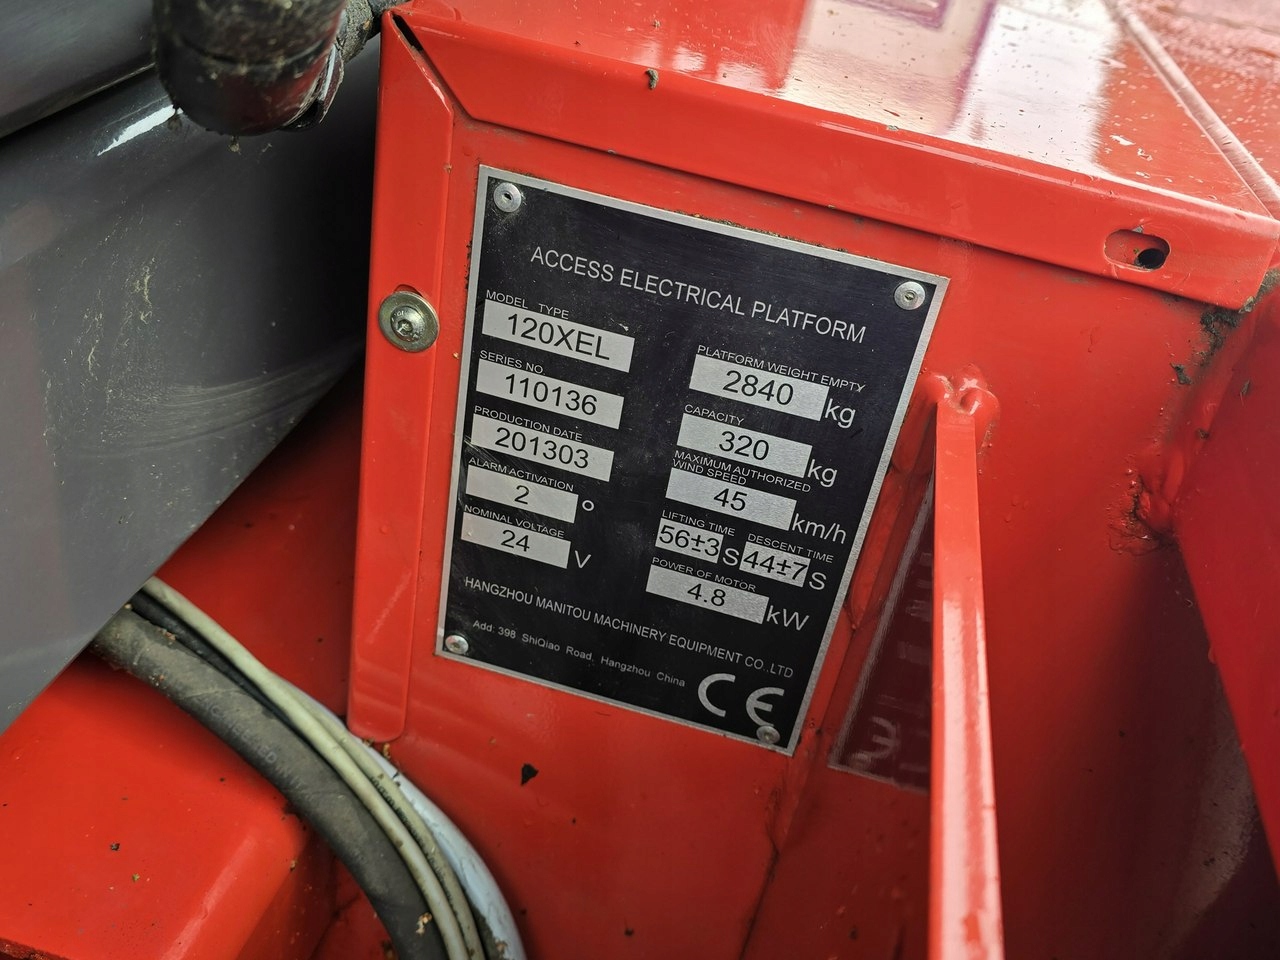 ACCESS ELECTRICAL PLATFORM
MODEL TYPE
120XEL
SERIES NO
110136
PRODUCTION DATE
201303
ALARM ACTIVATION
2 °
NOMINAL VOLTAGE
24 V
PLATFORM WEIGHT EMPTY
2840 kg
CAPACITY
320 kg
MAXIMUM AUTHORIZED
WIND SPEED
45 km/h
LIFTING TIME DESCENT TIME
56±3 S 44±7 S
POWER OF MOTOR
4.8 kW
HANGZHOU MANITOU MACHINERY EQUIPMENT CO.,LTD
Add: 398 ShiQiao Road, Hangzhou China
CE